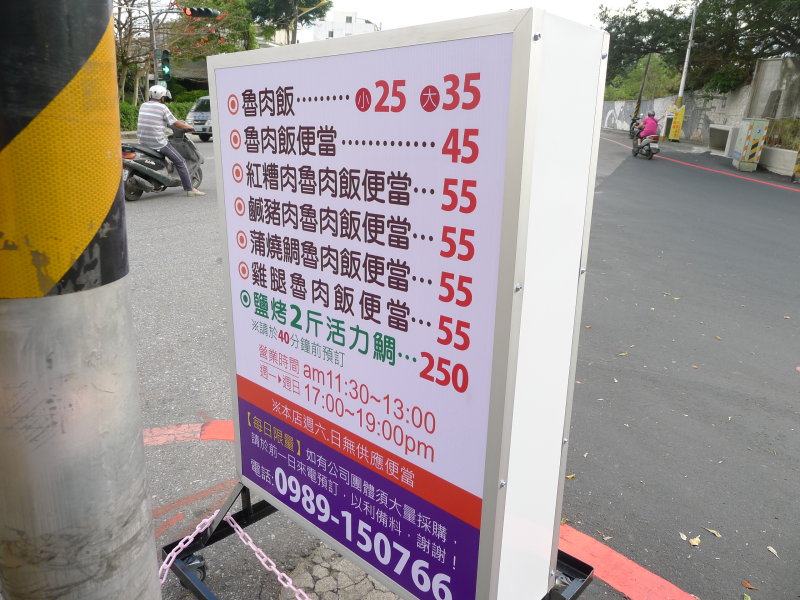 魯肉飯⋯⋯⋯ 小25 大35
魯肉飯便當⋯⋯⋯⋯ 45
紅糟肉魯肉飯便當⋯ 55
鹹豬肉魯肉飯便當⋯ 55
蒲燒鯛魯肉飯便當⋯ 55
雞腿魯肉飯便當⋯ 55
鹽烤2斤活力鯛⋯ 250
※請於40分鐘前預訂
營業時間 am11:30~13:00
週一▸週日 17:00~19:00pm
※本店週六.日無供應便當
【每日限量】如有公司團體須大量採購，
請於前一日來電預訂，以利備料，謝謝！
電話:0989-150766